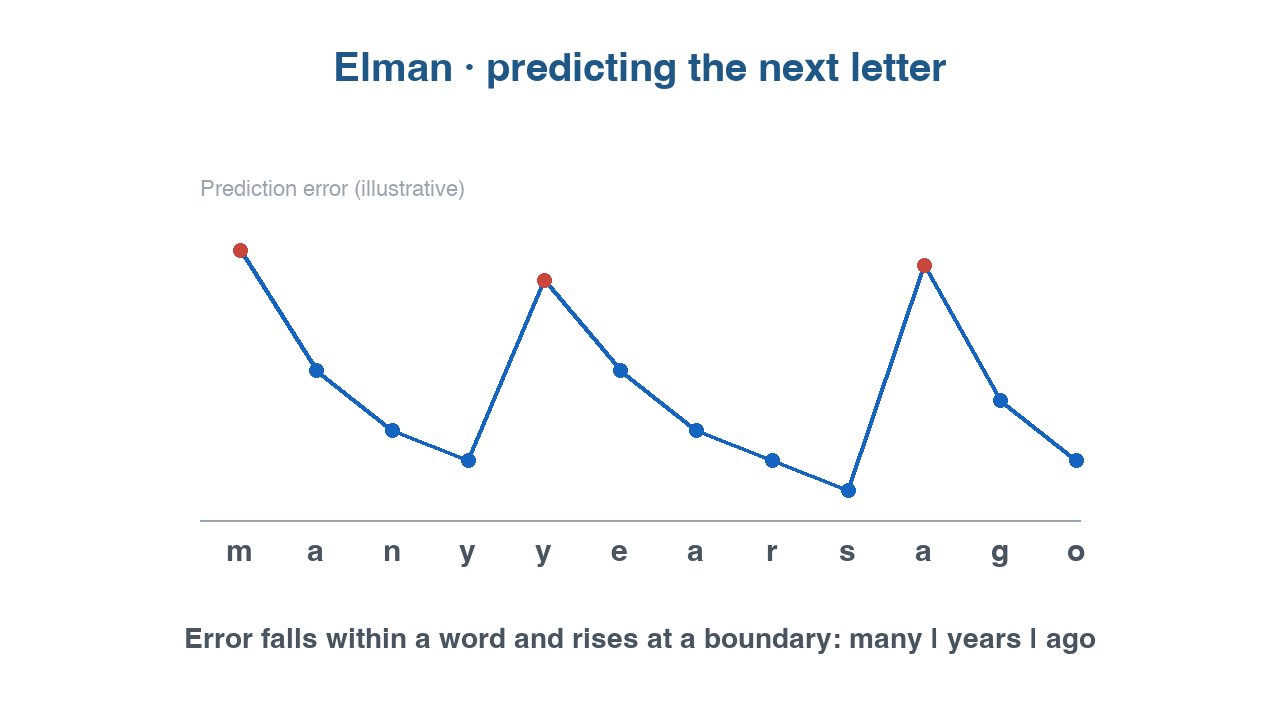 Elman · predicting the next letter
Prediction error (illustrative)
m a n y y e a r s a g o
Error falls within a word and rises at a boundary: many | years | ago